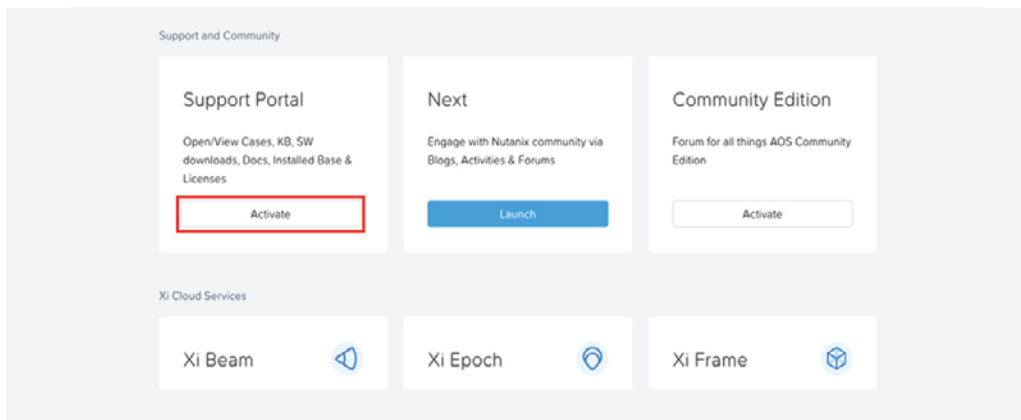 Support and Community
Support Portal
Open/View Cases, KB, SW
downloads, Docs, Installed Base &
Licenses
Activate
Next
Engage with Nutanix community via
Blogs, Activities & Forums
Launch
Community Edition
Forum for all things AOS Community
Edition
Activate
Xi Cloud Services
Xi Beam
Xi Epoch
Xi Frame